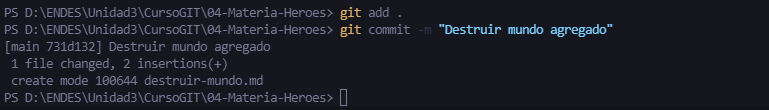 PS D:\ENDES\Unidad3\CursoGIT\04-Materia-Heroes> git add .
PS D:\ENDES\Unidad3\CursoGIT\04-Materia-Heroes> git commit -m "Destruir mundo agregado"
[main 731d132] Destruir mundo agregado
 1 file changed, 2 insertions(+)
 create mode 100644 destruir-mundo.md
PS D:\ENDES\Unidad3\CursoGIT\04-Materia-Heroes>